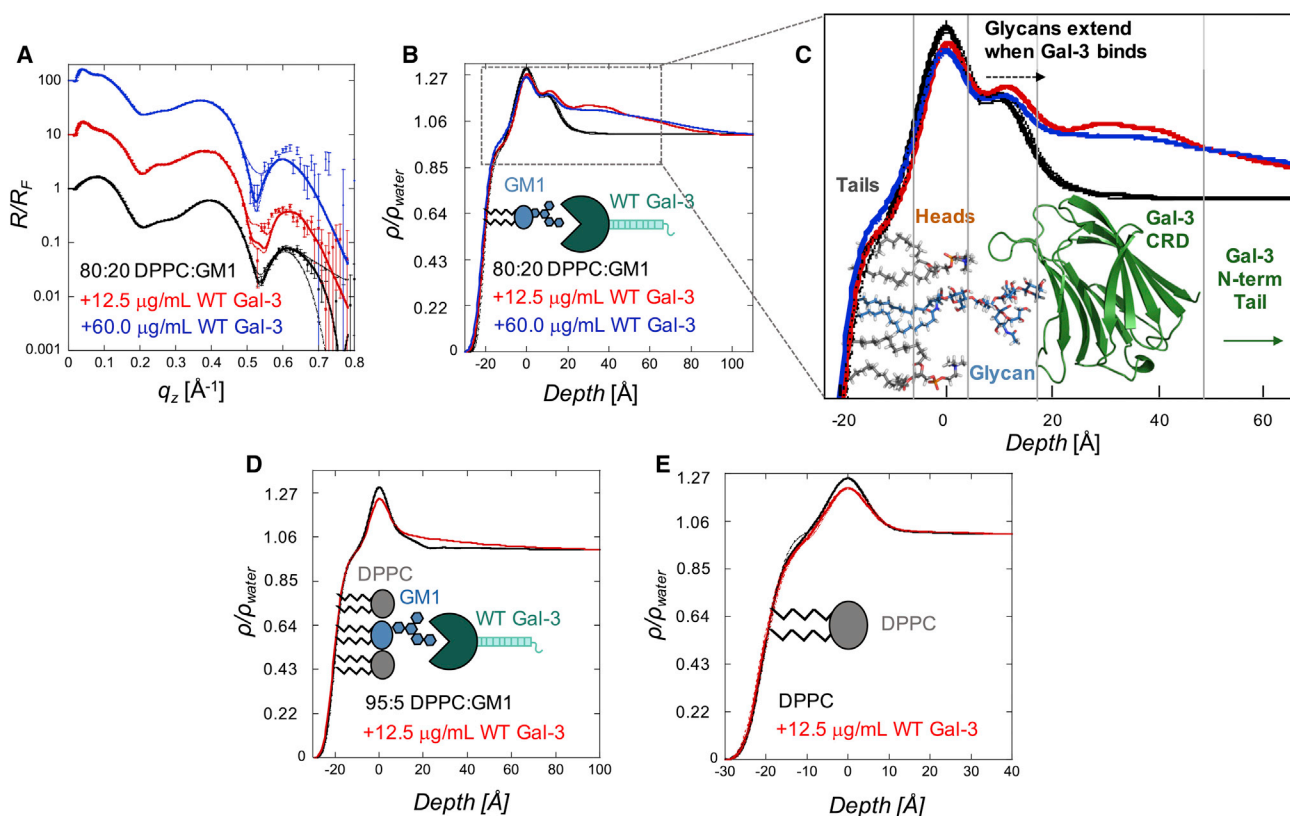 A
R/R_F
100
10
1
0.1
0.01
0.001
80:20 DPPC:GM1
+12.5 μg/mL WT Gal-3
+60.0 μg/mL WT Gal-3
0 0.1 0.2 0.3 0.4 0.5 0.6 0.7 0.8
q_z [Å⁻¹]
B
ρ/ρ_water
1.27
1.06
0.85
0.64
0.43
0.22
0
GM1
WT Gal-3
80:20 DPPC:GM1
+12.5 μg/mL WT Gal-3
+60.0 μg/mL WT Gal-3
-20 0 20 40 60 80 100
Depth [Å]
C
Glycans extend
when Gal-3 binds
Tails
Heads
Glycan
Gal-3
CRD
Gal-3
N-term
Tail
-20 0 20 40 60
Depth [Å]
D
ρ/ρ_water
1.27
1.06
0.85
0.64
0.43
0.22
0
DPPC
GM1
WT Gal-3
95:5 DPPC:GM1
+12.5 μg/mL WT Gal-3
-20 0 20 40 60 80 100
Depth [Å]
E
ρ/ρ_water
1.27
1.06
0.85
0.64
0.43
0.22
0
DPPC
DPPC
+12.5 μg/mL WT Gal-3
-30 -20 -10 0 10 20 30 40
Depth [Å]